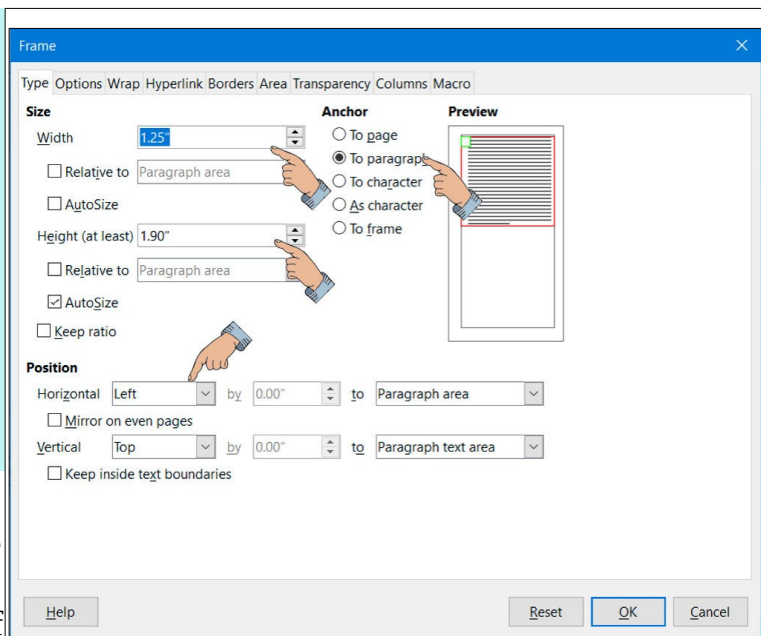 Frame
Type Options Wrap Hyperlink Borders Area Transparency Columns Macro
Size
Width 1.25"
Relative to Paragraph area
AutoSize
Height (at least) 1.90"
Relative to Paragraph area
AutoSize
Keep ratio
Anchor
To page
To paragraph
To character
As character
To frame
Preview
Position
Horizontal Left by 0.00" to Paragraph area
Mirror on even pages
Vertical Top by 0.00" to Paragraph text area
Keep inside text boundaries
Help Reset OK Cancel